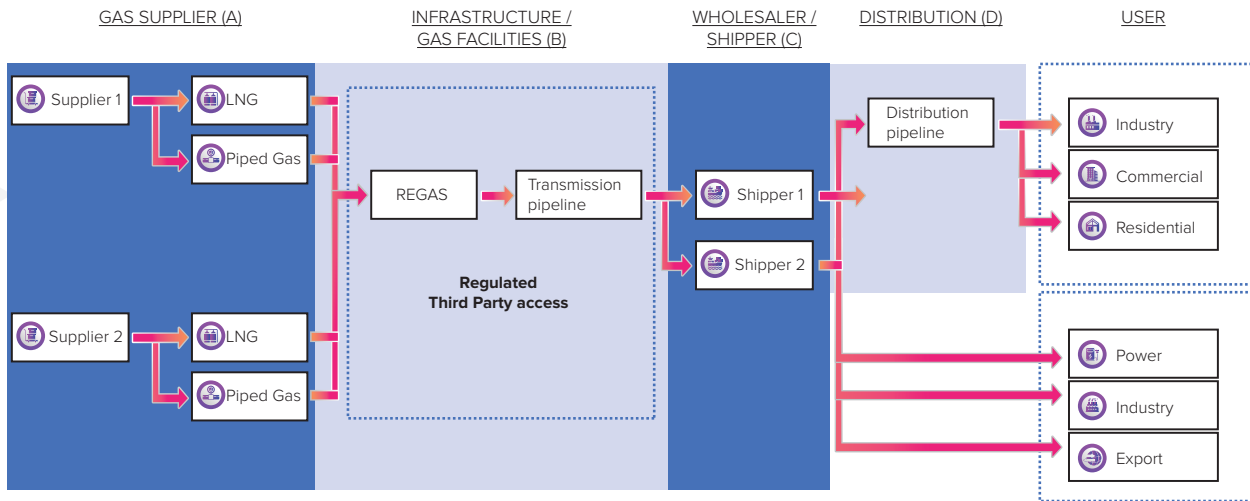 GAS SUPPLIER (A)
INFRASTRUCTURE /
GAS FACILITIES (B)
WHOLESALER /
SHIPPER (C)
DISTRIBUTION (D)
USER
Supplier 1
LNG
Piped Gas
REGAS
Transmission
pipeline
Regulated
Third Party access
Supplier 2
LNG
Piped Gas
Shipper 1
Shipper 2
Distribution
pipeline
Industry
Commercial
Residential
Power
Industry
Export